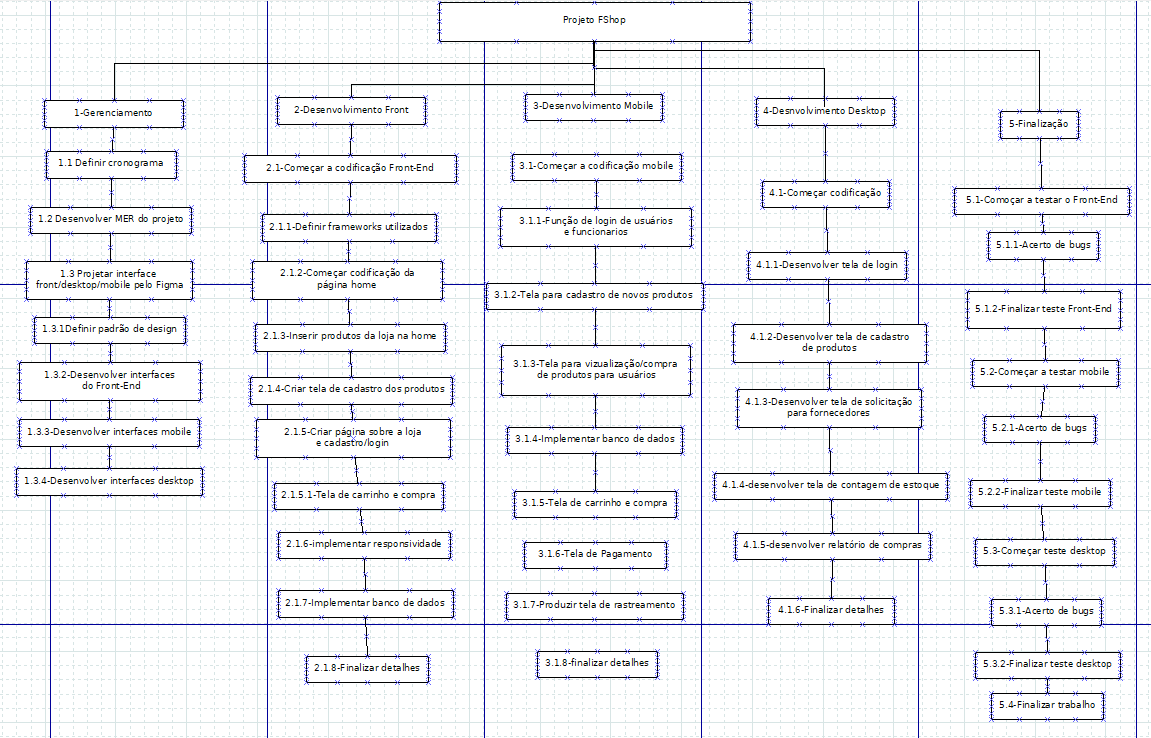 Projeto FShop
1-Gerenciamento
1.1 Definir cronograma
1.2 Desenvolver MER do projeto
1.3 Projetar interface
front/desktop/mobile pelo Figma
1.3.1Definir padrão de design
1.3.2-Desenvolver interfaces
do Front-End
1.3.3-Desenvolver interfaces mobile
1.3.4-Desenvolver interfaces desktop
2-Desenvolvimento Front
2.1-Começar a codificação Front-End
2.1.1-Definir frameworks utilizados
2.1.2-Começar codificação da
página home
2.1.3-Inserir produtos da loja na home
2.1.4-Criar tela de cadastro dos produtos
2.1.5-Criar página sobre a loja
e cadastro/login
2.1.5.1-Tela de carrinho e compra
2.1.6-implementar responsividade
2.1.7-Implementar banco de dados
2.1.8-Finalizar detalhes
3-Desenvolvimento Mobile
3.1-Começar a codificação mobile
3.1.1-Função de login de usuários
e funcionarios
3.1.2-Tela para cadastro de novos produtos
3.1.3-Tela para vizualização/compra
de produtos para usuários
3.1.4-Implementar banco de dados
3.1.5-Tela de carrinho e compra
3.1.6-Tela de Pagamento
3.1.7-Produzir tela de rastreamento
3.1.8-finalizar detalhes
4-Desnvolvimento Desktop
4.1-Começar codificação
4.1.1-Desenvolver tela de login
4.1.2-Desenvolver tela de cadastro
de produtos
4.1.3-Desenvolver tela de solicitação
para fornecedores
4.1.4-desenvolver tela de contagem de estoque
4.1.5-desenvolver relatório de compras
4.1.6-Finalizar detalhes
5-Finalização
5.1-Comoçar a testar o Front-End
5.1.1-Acerto de bugs
5.1.2-Finalizar teste Front-End
5.2-Começar a testar mobile
5.2.1-Acerto de bugs
5.2.2-Finalizar teste mobile
5.3-Começar teste desktop
5.3.1-Acerto de bugs
5.3.2-Finalizar teste desktop
5.4-Finalizar trabalho